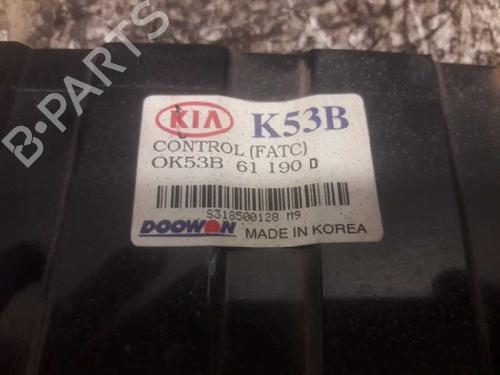 B-PARTS
KIA K53B
CONTROL (FATC)
OK53B 61 190 D
S318500128 M9
DOOWON MADE IN KOREA